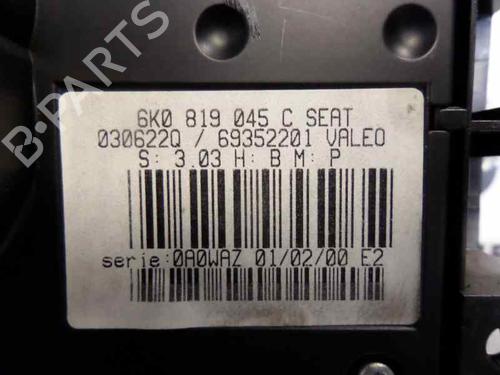 B-PARTS
6K0 819 045 C SEAT
030622Q / 69352201 VALEO
S: 3.03 H: B M: P
serie:0A0WAZ 01/02/00 E2